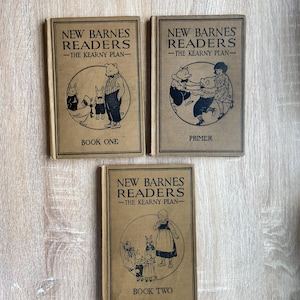 NEW BARNES
READERS
—THE KEARNY PLAN—
BOOK ONE
NEW BARNES
READERS
—THE KEARNY PLAN—
PRIMER
NEW BARNES
READERS
—THE KEARNY PLAN—
BOOK TWO